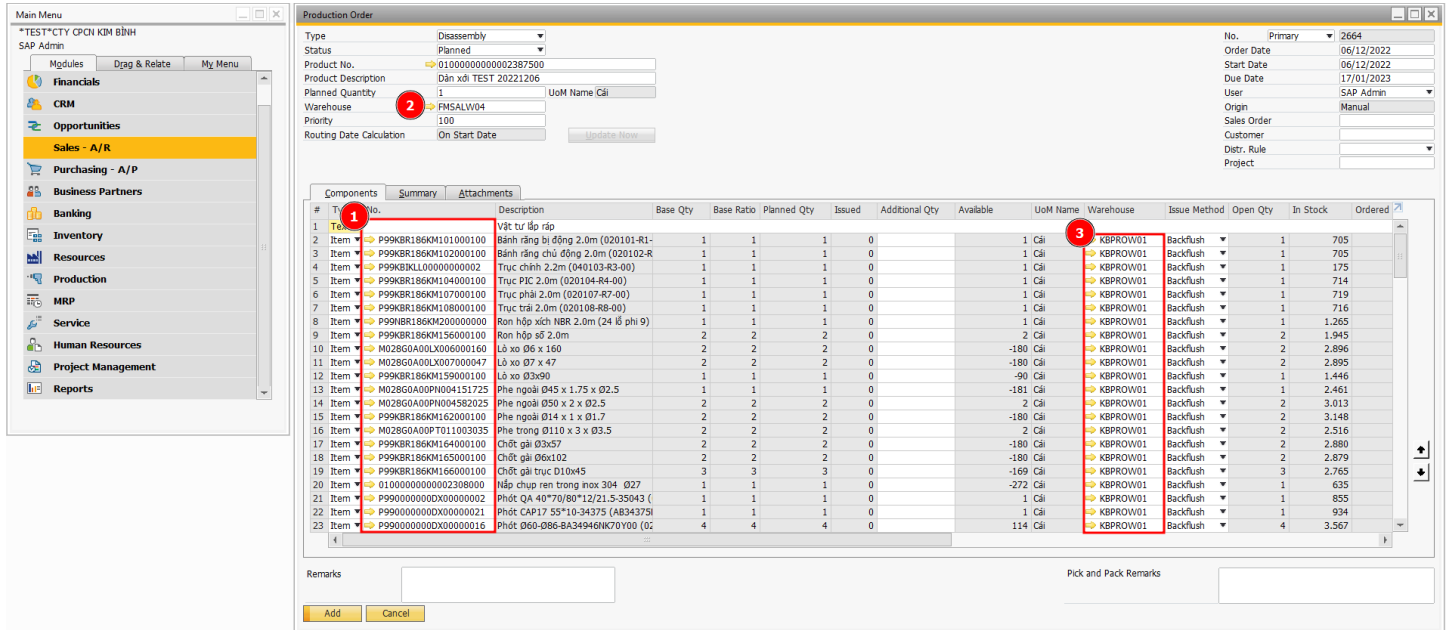 Main Menu
*TEST*CTY CPCN KIM BÌNH
SAP Admin
Modules Drag & Relate My Menu
Financials
CRM
Opportunities
Sales - A/R
Purchasing - A/P
Business Partners
Banking
Inventory
Resources
Production
MRP
Service
Human Resources
Project Management
Reports
Production Order
Type Disassembly No. Primary 2664
Status Planned Order Date 06/12/2022
Product No. 0100000000002387500 Start Date 06/12/2022
Product Description Dàn xới TEST 20221206 Due Date 17/01/2023
Planned Quantity 1 UoM Name Cái User SAP Admin
2 Warehouse FMSALW04 Origin Manual
Priority 100 Sales Order
Routing Date Calculation On Start Date Update Now Customer
Distr. Rule
Project
Components Summary Attachments
# Ty 1 No. Description Base Qty Base Ratio Planned Qty Issued Additional Qty Available UoM Name Warehouse Issue Method Open Qty In Stock Ordered
1 Tex Vật tư lắp ráp
2 Item P99KBR186KM101000100 Bánh răng bị động 2.0m (020101-R1- 1 1 1 0 1 Cái 3 KBPROW01 Backflush 1 705
3 Item P99KBR186KM102000100 Bánh răng chủ động 2.0m (020102-R 1 1 1 0 1 Cái KBPROW01 Backflush 1 705
4 Item P99KBIKLL00000000002 Trục chính 2.2m (040103-R3-00) 1 1 1 0 1 Cái KBPROW01 Backflush 1 175
5 Item P99KBR186KM104000100 Trục PIC 2.0m (020104-R4-00) 1 1 1 0 1 Cái KBPROW01 Backflush 1 714
6 Item P99KBR186KM107000100 Trục phải 2.0m (020107-R7-00) 1 1 1 0 1 Cái KBPROW01 Backflush 1 719
7 Item P99KBR186KM108000100 Trục trái 2.0m (020108-R8-00) 1 1 1 0 1 Cái KBPROW01 Backflush 1 716
8 Item P99NBR186KM200000000 Ron hộp xích NBR 2.0m (24 lỗ phi 9) 1 1 1 0 1 Cái KBPROW01 Backflush 1 1.265
9 Item P99KBR186KM156000100 Ron hộp số 2.0m 2 2 2 0 2 Cái KBPROW01 Backflush 2 1.945
10 Item M028G0A00LX006000160 Lò xo Ø6 x 160 2 2 2 0 -180 Cái KBPROW01 Backflush 2 2.896
11 Item M028G0A00LX007000047 Lò xo Ø7 x 47 2 2 2 0 -180 Cái KBPROW01 Backflush 2 2.895
12 Item P99KBR186KM159000100 Lò xo Ø3x90 1 1 1 0 -90 Cái KBPROW01 Backflush 1 1.446
13 Item M028G0A00PN004151725 Phe ngoài Ø45 x 1.75 x Ø2.5 1 1 1 0 -181 Cái KBPROW01 Backflush 1 2.461
14 Item M028G0A00PN004582025 Phe ngoài Ø50 x 2 x Ø2.5 2 2 2 0 2 Cái KBPROW01 Backflush 2 3.013
15 Item P99KBR186KM162000100 Phe ngoài Ø14 x 1 x Ø1.7 2 2 2 0 -180 Cái KBPROW01 Backflush 2 3.148
16 Item M028G0A00PT011003035 Phe trong Ø110 x 3 x Ø3.5 2 2 2 0 2 Cái KBPROW01 Backflush 2 2.516
17 Item P99KBR186KM164000100 Chốt gài Ø3x57 2 2 2 0 -180 Cái KBPROW01 Backflush 2 2.880
18 Item P99KBR186KM165000100 Chốt gài Ø6x102 2 2 2 0 -180 Cái KBPROW01 Backflush 2 2.879
19 Item P99KBR186KM166000100 Chốt gài trục D10x45 3 3 3 0 -169 Cái KBPROW01 Backflush 3 2.765
20 Item 0100000000002308000 Nắp chụp ren trong inox 304 Ø27 1 1 1 0 -272 Cái KBPROW01 Backflush 1 635
21 Item P990000000DX00000002 Phốt QA 40*70/80*12/21.5-35043 ( 1 1 1 0 1 Cái KBPROW01 Backflush 1 855
22 Item P990000000DX00000021 Phốt CAP17 55*10-34375 (AB34375 1 1 1 0 1 Cái KBPROW01 Backflush 1 934
23 Item P990000000DX00000016 Phốt Ø60-Ø86-BA34946NK70Y00 (02 4 4 4 0 114 Cái KBPROW01 Backflush 4 3.567
Remarks Pick and Pack Remarks
Add Cancel